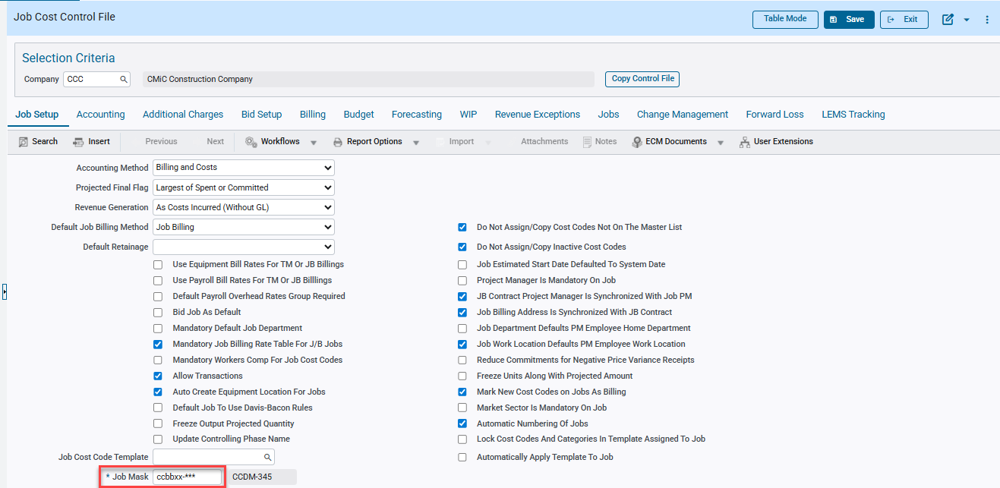 Job Cost Control File
Table Mode Save Exit
Selection Criteria
Company CCC CMiC Construction Company Copy Control File
Job Setup Accounting Additional Charges Bid Setup Billing Budget Forecasting WIP Revenue Exceptions Jobs Change Management Forward Loss LEMS Tracking
Search Insert Previous Next Workflows Report Options Import Attachments Notes ECM Documents User Extensions
Accounting Method Billing and Costs
Projected Final Flag Largest of Spent or Committed
Revenue Generation As Costs Incurred (Without GL)
Default Job Billing Method Job Billing Do Not Assign/Copy Cost Codes Not On The Master List
Default Retainage Do Not Assign/Copy Inactive Cost Codes
Use Equipment Bill Rates For TM Or JB Billings Job Estimated Start Date Defaulted To System Date
Use Payroll Bill Rates For TM Or JB Billlings Project Manager Is Mandatory On Job
Default Payroll Overhead Rates Group Required JB Contract Project Manager Is Synchronized With Job PM
Bid Job As Default Job Billing Address Is Synchronized With JB Contract
Mandatory Default Job Department Job Department Defaults PM Employee Home Department
Mandatory Job Billing Rate Table For J/B Jobs Job Work Location Defaults PM Employee Work Location
Mandatory Workers Comp For Job Cost Codes Reduce Commitments for Negative Price Variance Receipts
Allow Transactions Freeze Units Along With Projected Amount
Auto Create Equipment Location For Jobs Mark New Cost Codes on Jobs As Billing
Default Job To Use Davis-Bacon Rules Market Sector Is Mandatory On Job
Freeze Output Projected Quantity Automatic Numbering Of Jobs
Update Controlling Phase Name Lock Cost Codes And Categories In Template Assigned To Job
Job Cost Code Template Automatically Apply Template To Job
* Job Mask ccbbxx-*** CCDM-345